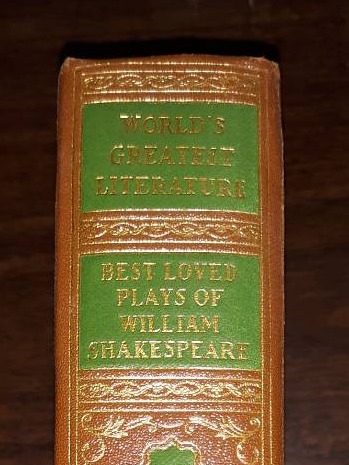 WORLD'S
GREATEST
LITERATURE
BEST LOVED
PLAYS OF
WILLIAM
SHAKESPEARE